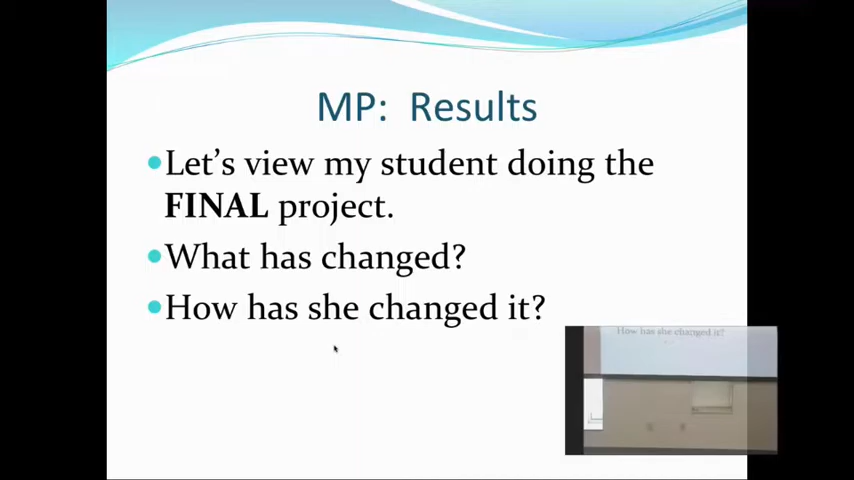 MP:  Results
•Let's view my student doing the
FINAL project.
•What has changed?
•How has she changed it?
How has she changed it?